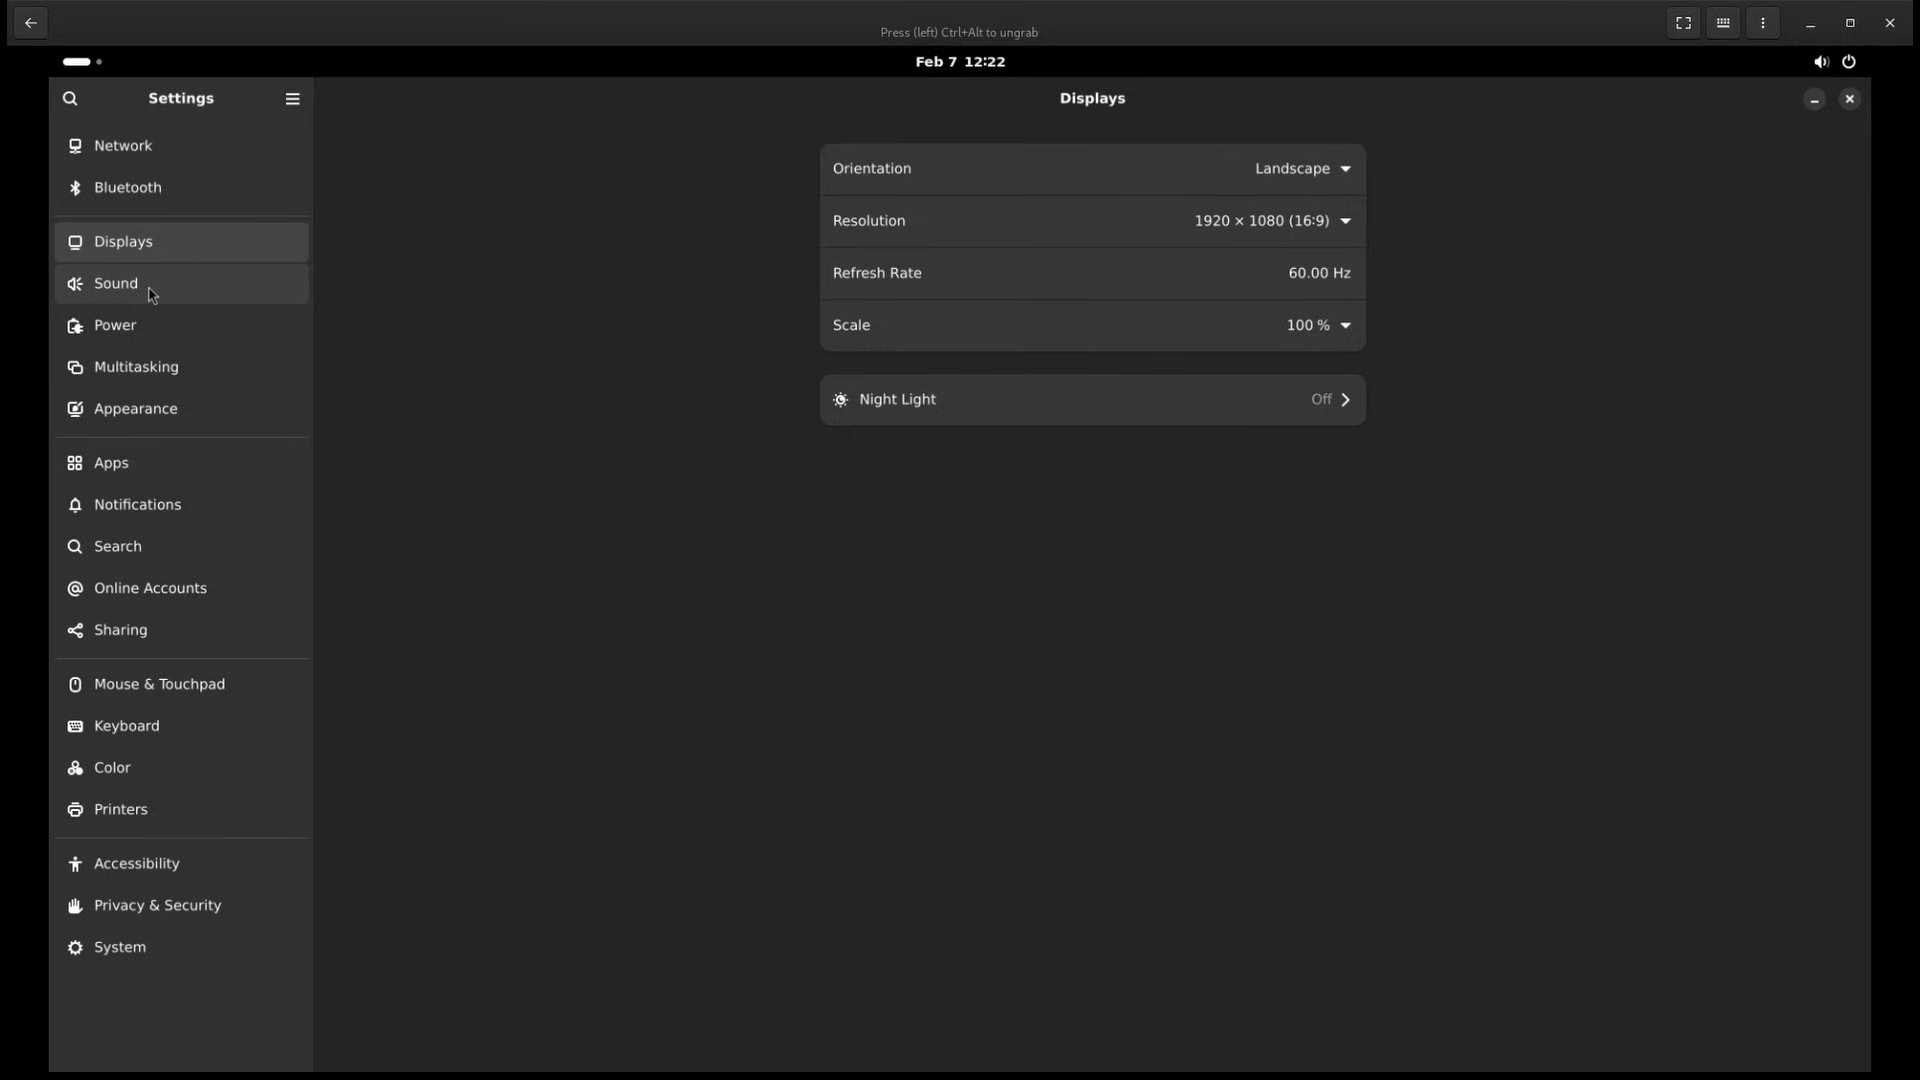 Press (left) Ctrl+Alt to ungrab
Feb 7 12:22
Settings
Displays
Network
Bluetooth
Displays
Sound
Power
Multitasking
Appearance
Apps
Notifications
Search
Online Accounts
Sharing
Mouse & Touchpad
Keyboard
Color
Printers
Accessibility
Privacy & Security
System
Orientation Landscape
Resolution 1920 × 1080 (16:9)
Refresh Rate 60.00 Hz
Scale 100 %
Night Light Off